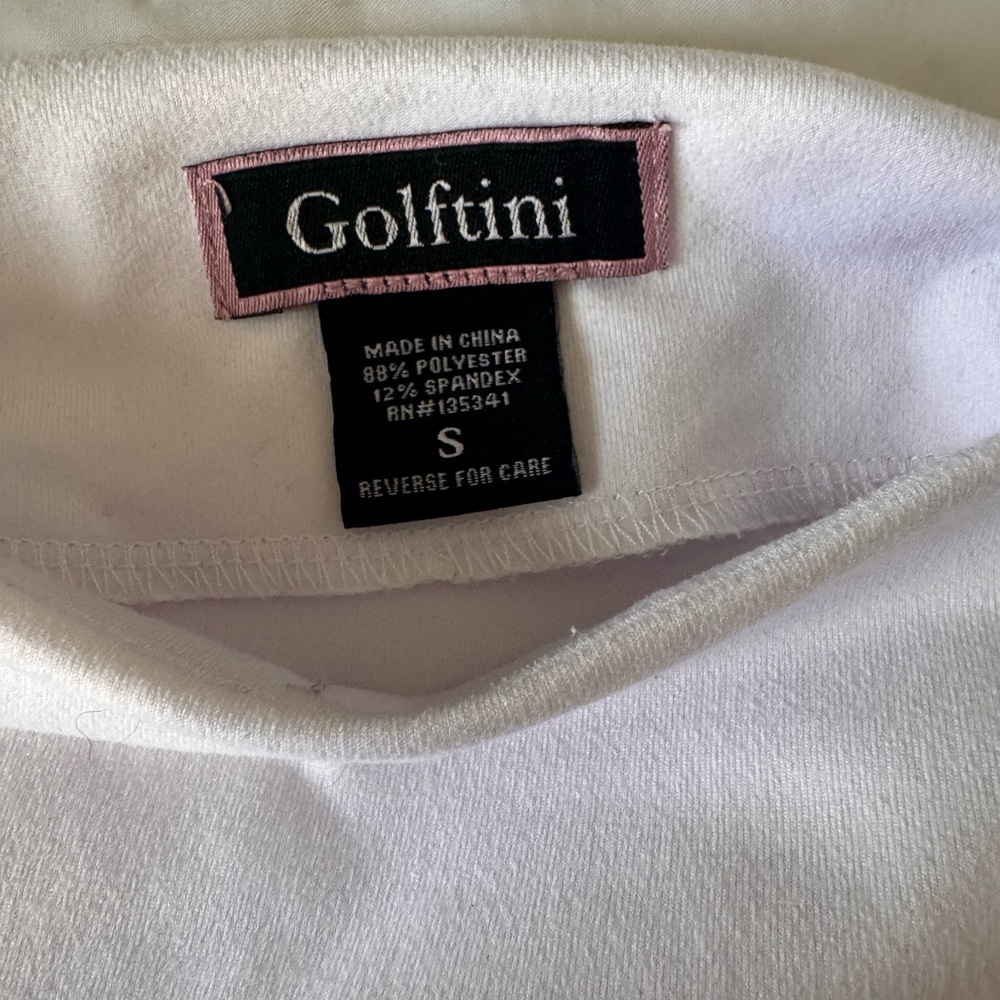 Golftini
MADE IN CHINA
88% POLYESTER
12% SPANDEX
RN#135341
S
REVERSE FOR CARE